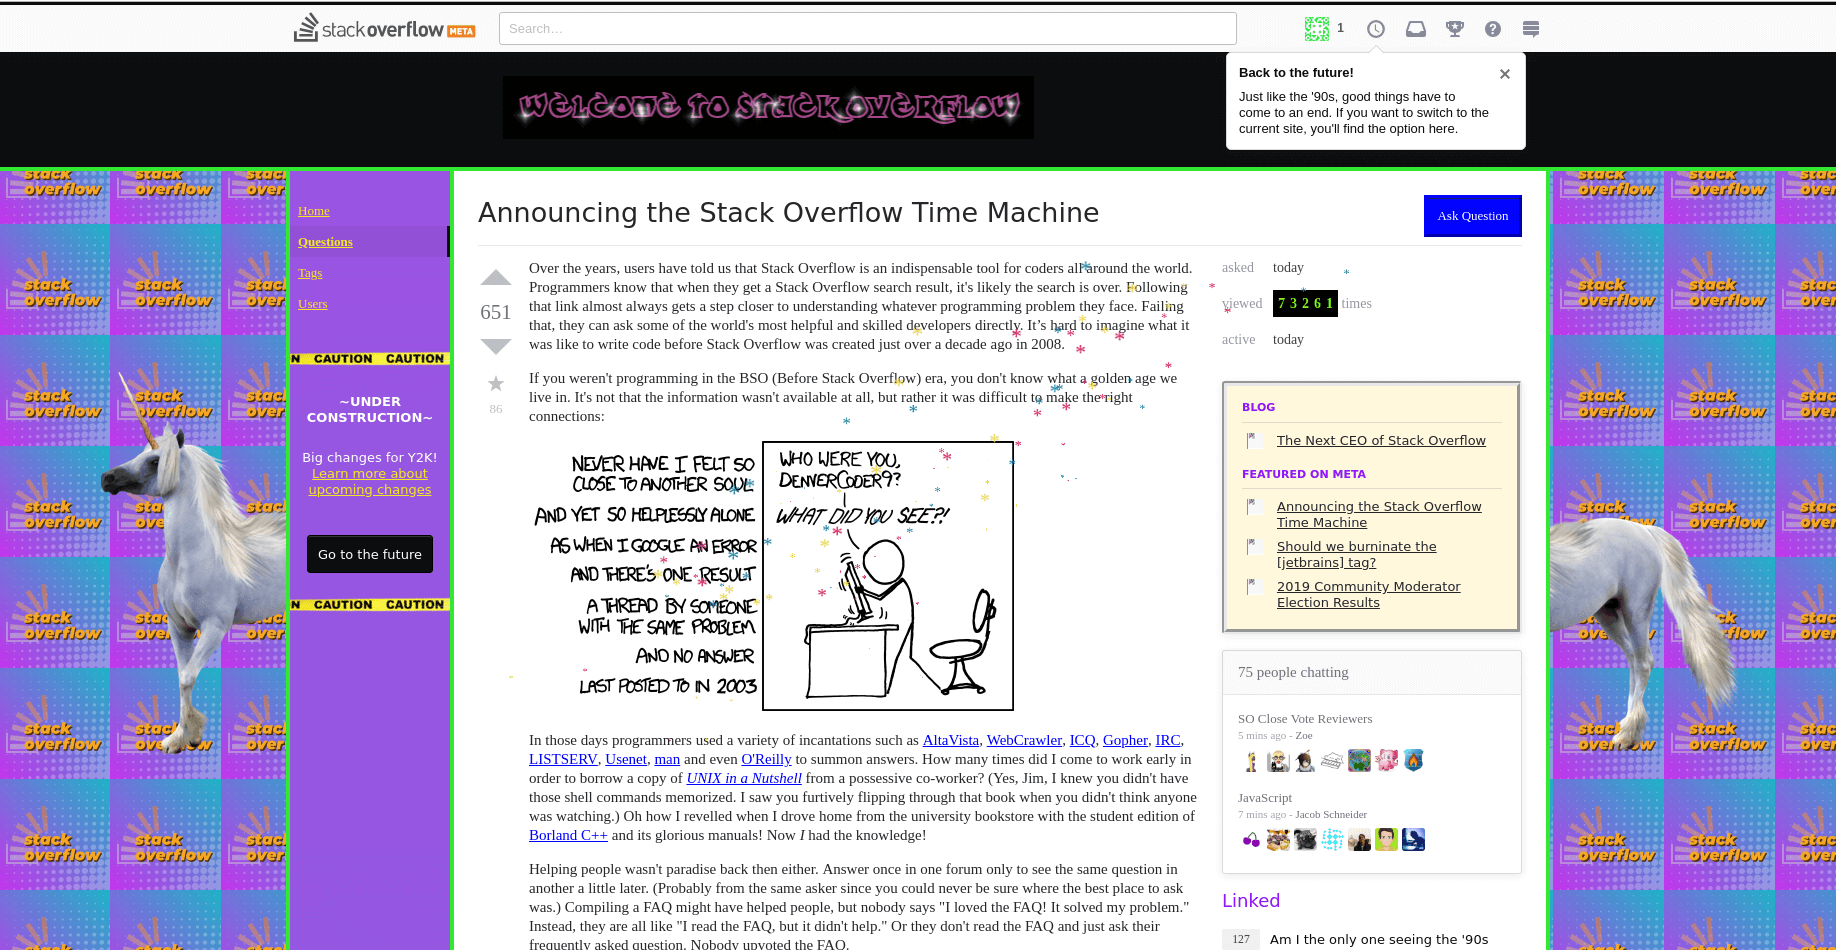 stackoverflow META
Search…
1
Back to the future!
Just like the '90s, good things have to
come to an end. If you want to switch to the
current site, you'll find the option here.
WELCOME TO STACK OVERFLOW
stack
overflow
Home
Questions
Tags
Users
CAUTION CAUTION
~UNDER
CONSTRUCTION~
Big changes for Y2K!
Learn more about
upcoming changes
Go to the future
CAUTION CAUTION
Announcing the Stack Overflow Time Machine
Ask Question
651
86
Over the years, users have told us that Stack Overflow is an indispensable tool for coders all around the world.
Programmers know that when they get a Stack Overflow search result, it's likely the search is over. Following
that link almost always gets a step closer to understanding whatever programming problem they face. Failing
that, they can ask some of the world's most helpful and skilled developers directly. It’s hard to imagine what it
was like to write code before Stack Overflow was created just over a decade ago in 2008.
If you weren't programming in the BSO (Before Stack Overflow) era, you don't know what a golden age we
live in. It's not that the information wasn't available at all, but rather it was difficult to make the right
connections:
NEVER HAVE I FELT SO
CLOSE TO ANOTHER SOUL
AND YET SO HELPLESSLY ALONE
AS WHEN I GOOGLE AN ERROR
AND THERE'S ONE RESULT
A THREAD BY SOMEONE
WITH THE SAME PROBLEM
AND NO ANSWER
LAST POSTED TO IN 2003
WHO WERE YOU,
DENVERCODER9?
WHAT DID YOU SEE?!
In those days programmers used a variety of incantations such as AltaVista, WebCrawler, ICQ, Gopher, IRC,
LISTSERV, Usenet, man and even O'Reilly to summon answers. How many times did I come to work early in
order to borrow a copy of UNIX in a Nutshell from a possessive co-worker? (Yes, Jim, I knew you didn't have
those shell commands memorized. I saw you furtively flipping through that book when you didn't think anyone
was watching.) Oh how I revelled when I drove home from the university bookstore with the student edition of
Borland C++ and its glorious manuals! Now I had the knowledge!
Helping people wasn't paradise back then either. Answer once in one forum only to see the same question in
another a little later. (Probably from the same asker since you could never be sure where the best place to ask
was.) Compiling a FAQ might have helped people, but nobody says "I loved the FAQ! It solved my problem."
Instead, they are all like "I read the FAQ, but it didn't help." Or they don't read the FAQ and just ask their
frequently asked question. Nobody upvoted the FAQ.
asked today
viewed 73261 times
active today
BLOG
The Next CEO of Stack Overflow
FEATURED ON META
Announcing the Stack Overflow
Time Machine
Should we burninate the
[jetbrains] tag?
2019 Community Moderator
Election Results
75 people chatting
SO Close Vote Reviewers
5 mins ago - Zoe
JavaScript
7 mins ago - Jacob Schneider
Linked
127 Am I the only one seeing the '90s